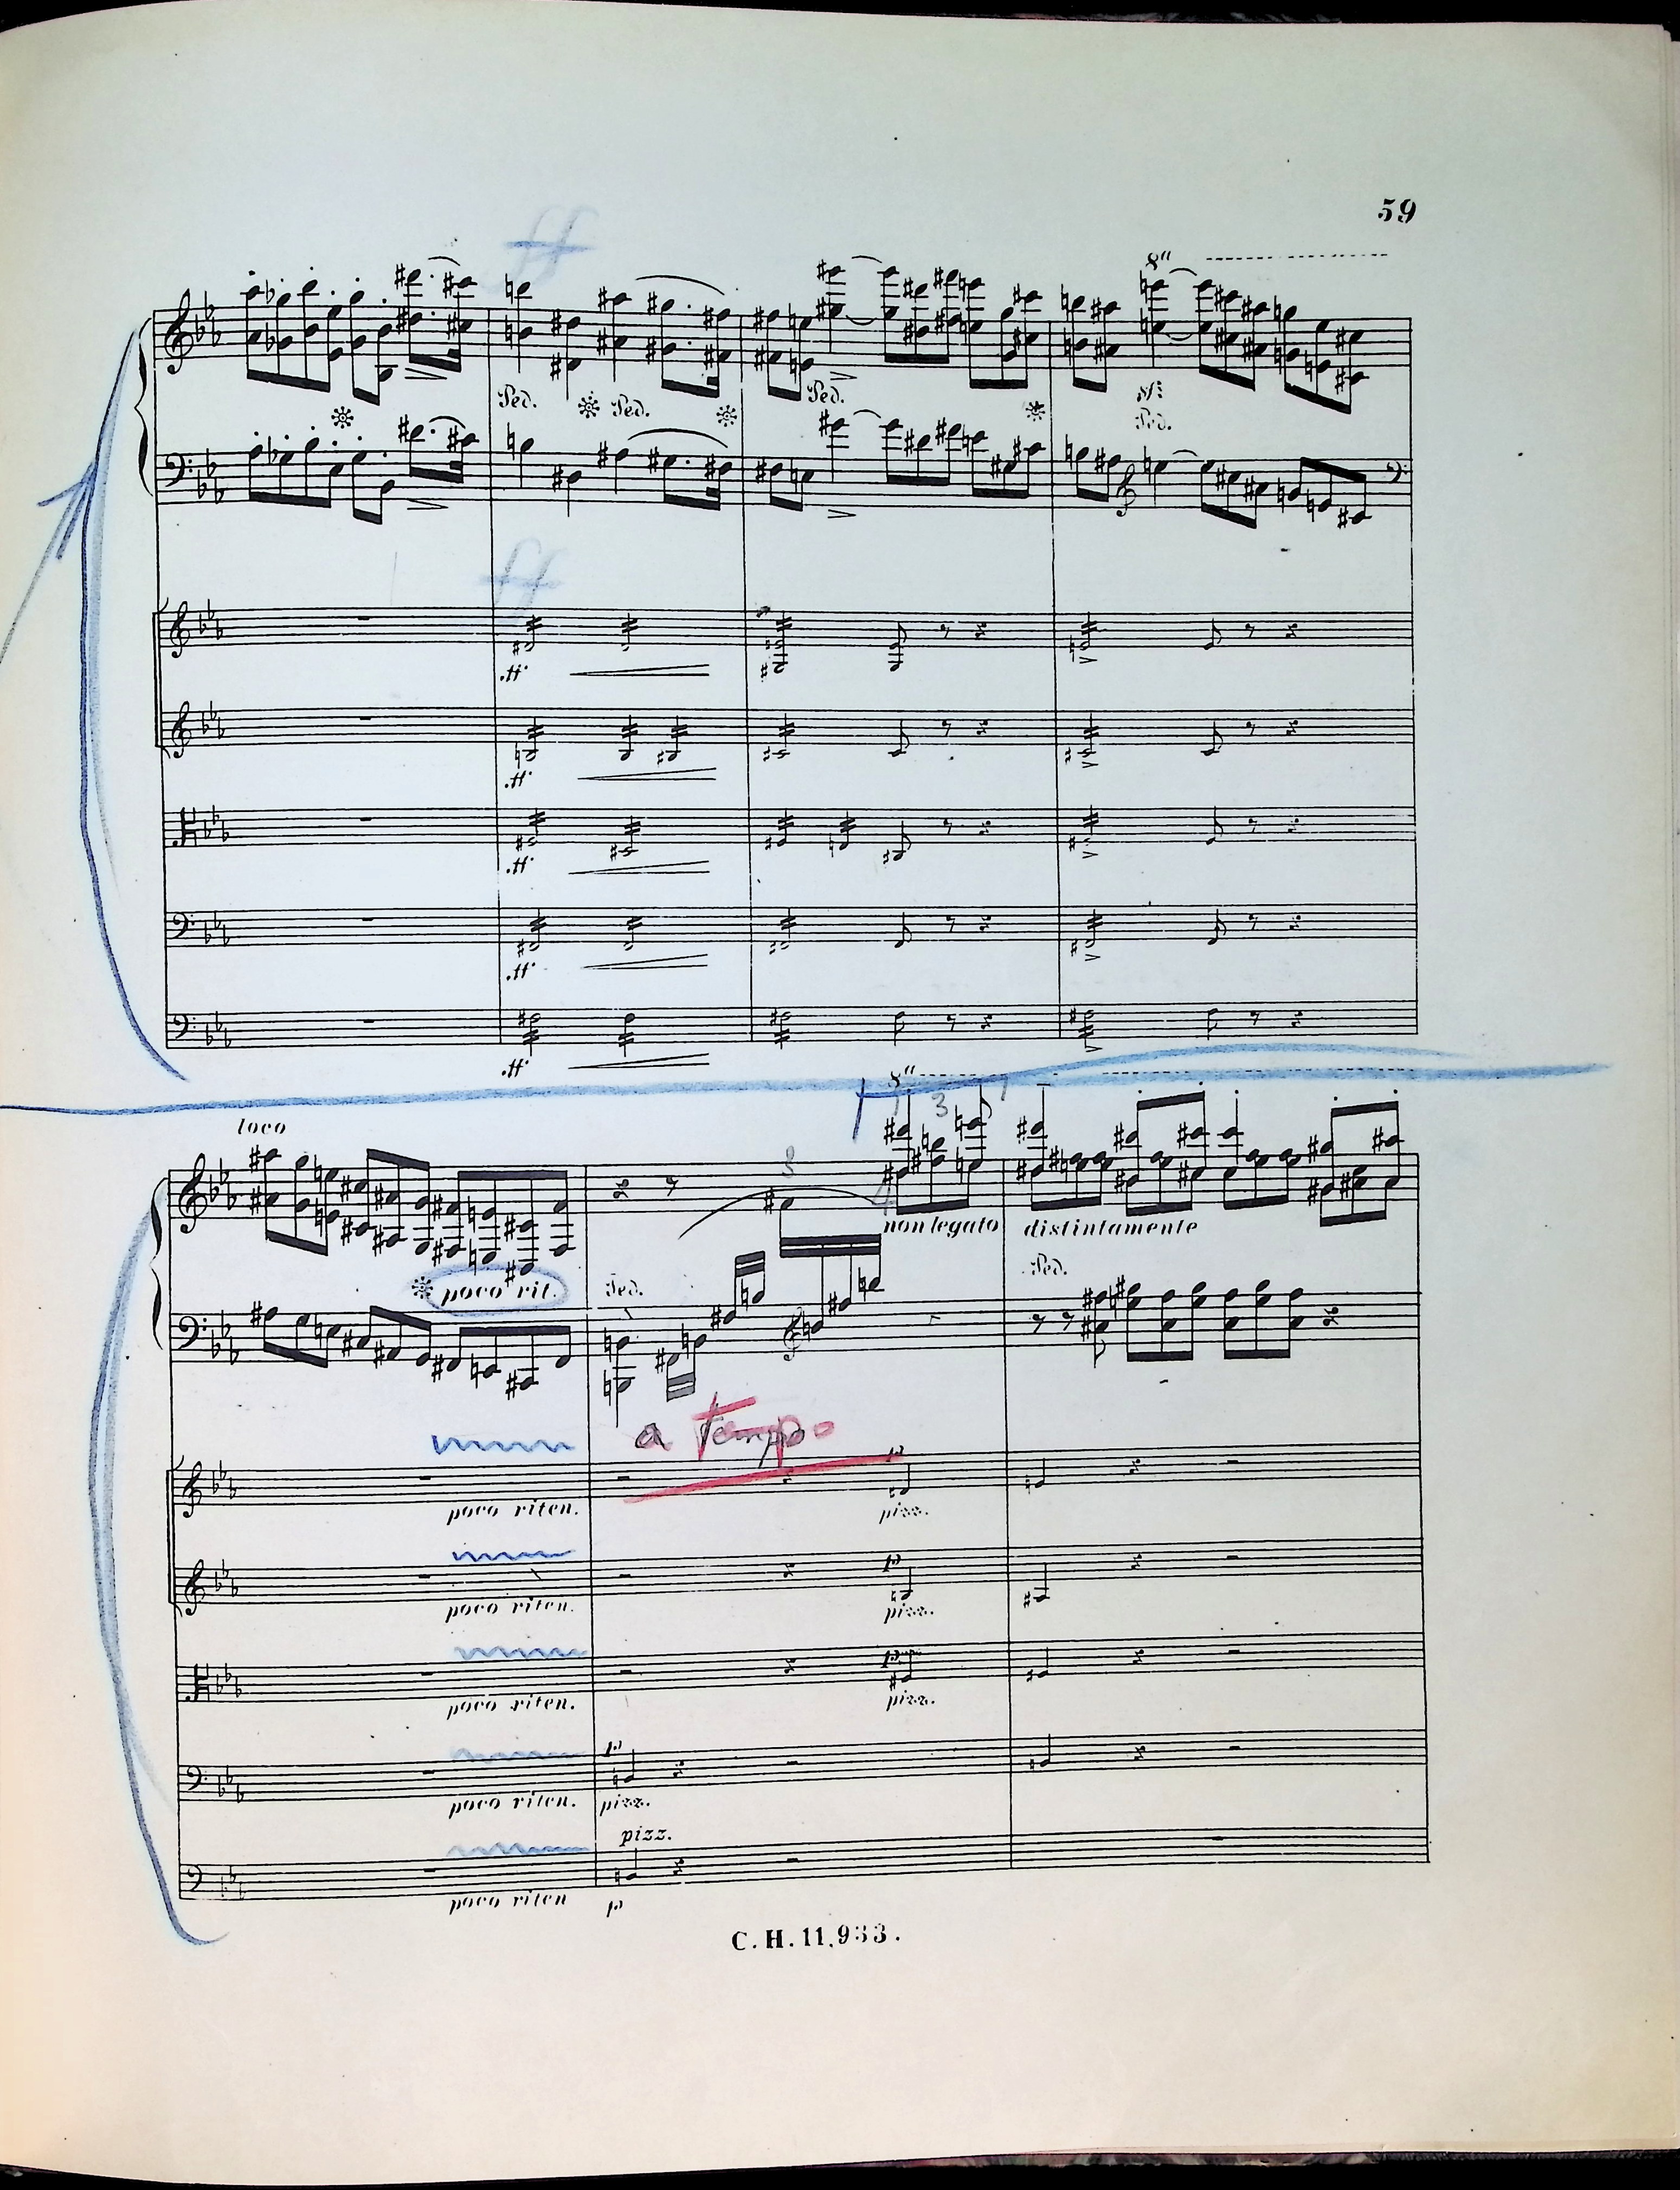 59
ff
8va
Ped. Ped. Ped. sf: Ped.
ff
ff
ff
ff
ff
ff
8va
loco
3
3
4
non legato distintamente
poco rit. Ped. Ped.
a tempo
p
poco riten. pizz.
p
poco riten. pizz.
p
poco riten. pizz.
p
poco riten. pizz.
pizz.
poco riten p
C. H. 11,933.